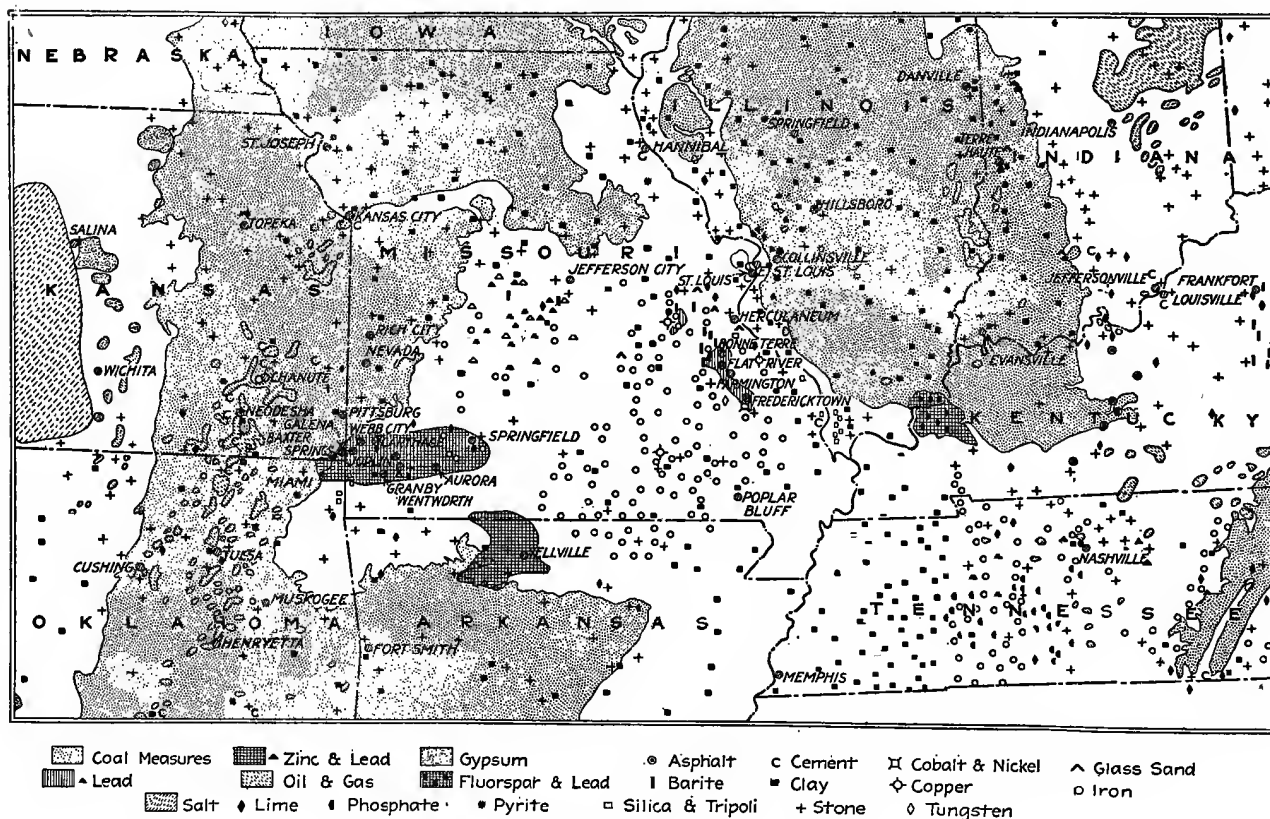 IOWA
NEBRASKA
DANVILLE
ILLINOIS
SPRINGFIELD
ST. JOSEPH
HANNIBAL
TERRE HAUTE
INDIANAPOLIS
INDIANA
TOPEKA
KANSAS CITY
HILLSBORO
SALINA
MISSOURI
JEFFERSON CITY
COLLINSVILLE
E. ST. LOUIS
ST. LOUIS
JEFFERSONVILLE
FRANKFORT
LOUISVILLE
KANSAS
HERCULANEUM
RICH CITY
BONNE TERRE
NEVADA
FLAT RIVER
EVANSVILLE
WICHITA
CHANUTE
FARMINGTON
FREDERICKTOWN
NEODESHA
PITTSBURG
KENTUCKY
GALENA
WEBB CITY
BAXTER
SPRINGS
CARTHAGE
SPRINGFIELD
JOPLIN
AURORA
MIAMI
GRANBY
WENTWORTH
POPLAR
BLUFF
TULSA
YELLVILLE
NASHVILLE
CUSHING
MUSKOGEE
TENNESSEE
OKLAHOMA
ARKANSAS
HENRYETTA
FORT SMITH
MEMPHIS
Coal Measures Zinc & Lead Gypsum Asphalt C Cement Cobalt & Nickel Glass Sand
Lead Oil & Gas Fluorspar & Lead Barite Clay Copper Iron
Salt Lime Phosphate Pyrite Silica & Tripoli Stone Tungsten